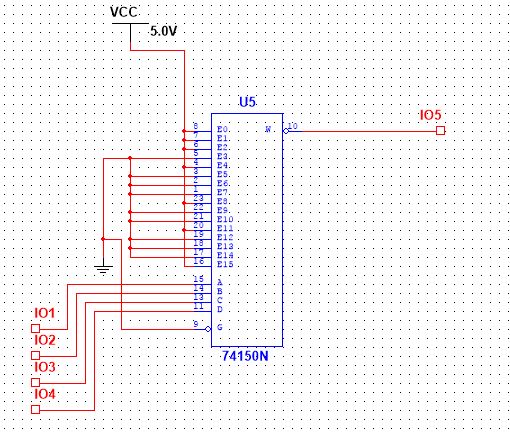 VCC
5.0V
U5
8 E0
7 E1
6 E2
5 E3
4 E4
3 E5
2 E6
1 E7
23 E8
22 E9
21 E10
20 E11
19 E12
18 E13
17 E14
16 E15
W 10
IO5
15 A
14 B
13 C
11 D
9 G
74150N
IO1
IO2
IO3
IO4